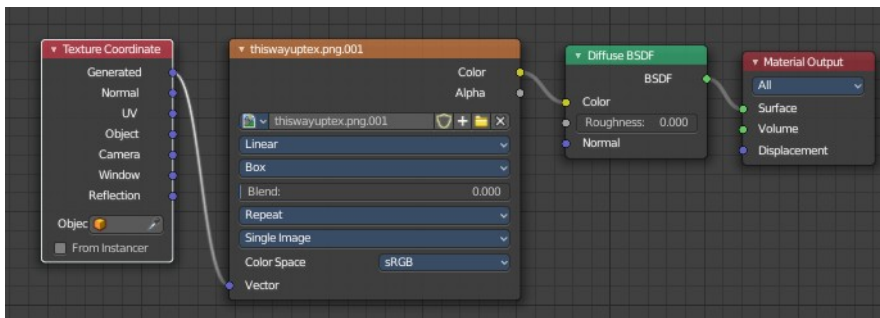 Texture Coordinate
Generated
Normal
UV
Object
Camera
Window
Reflection
Objec
From Instancer
thiswayuptex.png.001
Color
Alpha
thiswayuptex.png.001
Linear
Box
Blend: 0.000
Repeat
Single Image
Color Space sRGB
Vector
Diffuse BSDF
BSDF
Color
Roughness: 0.000
Normal
Material Output
All
Surface
Volume
Displacement